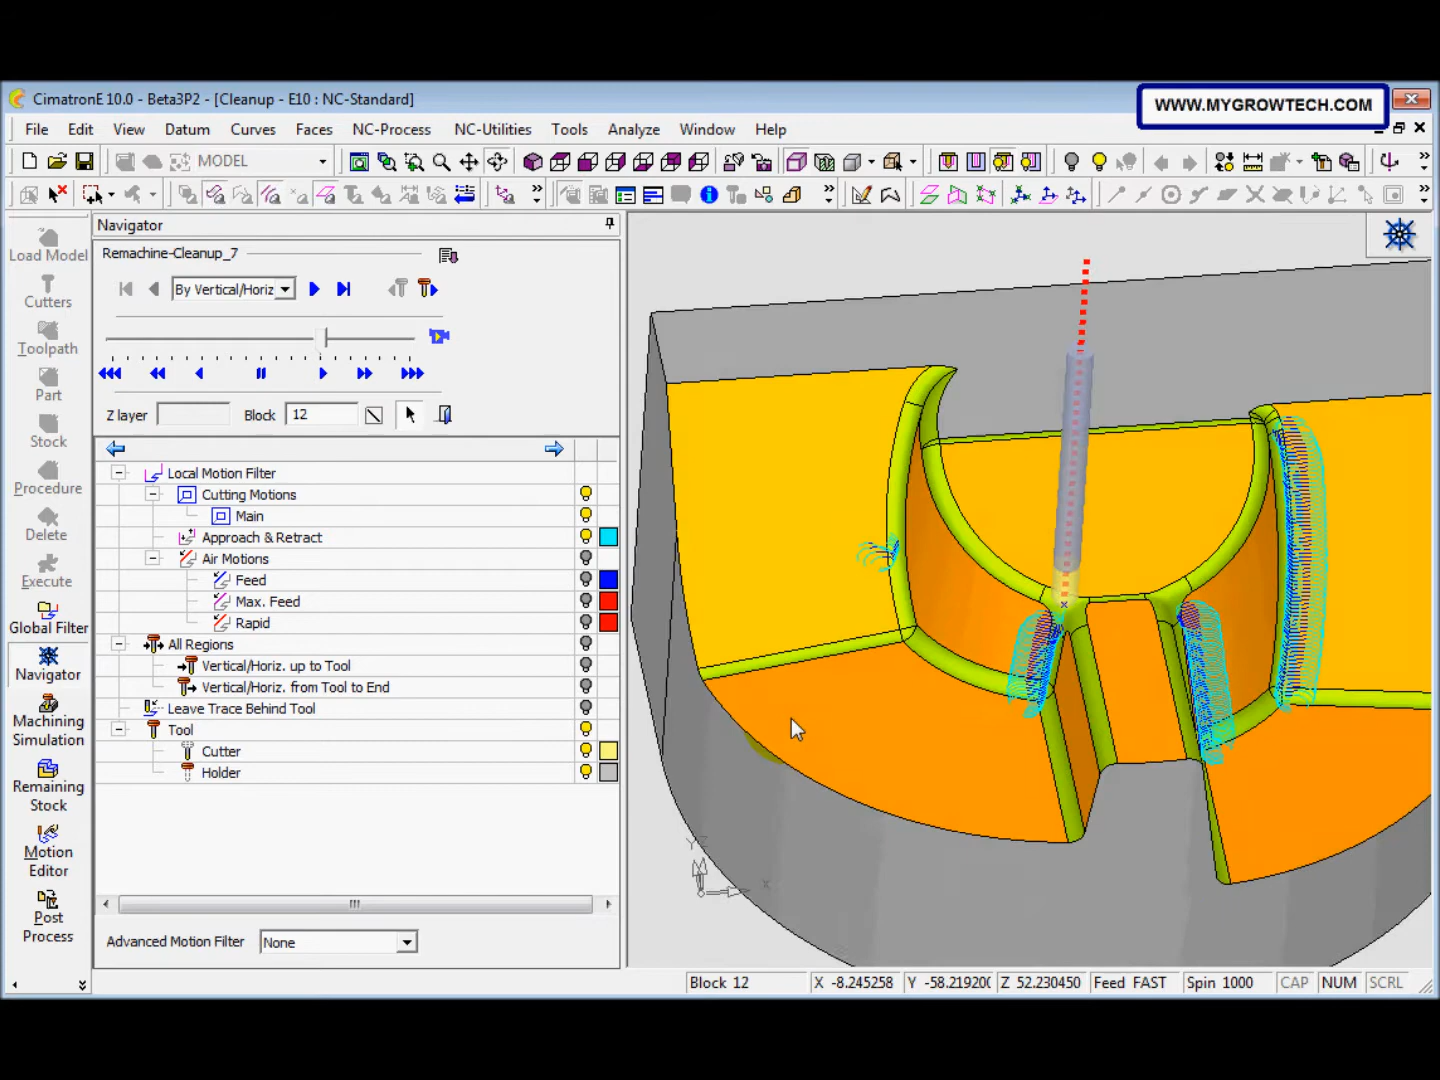 CimatronE 10.0 - Beta3P2 - [Cleanup - E10 : NC-Standard]
WWW.MYGROWTECH.COM
File Edit View Datum Curves Faces NC-Process NC-Utilities Tools Analyze Window Help
MODEL
Load Model
Cutters
Toolpath
Part
Stock
Procedure
Delete
Execute
Global Filter
Navigator
Machining
Simulation
Remaining
Stock
Motion
Editor
Post
Process
Navigator
Remachine-Cleanup_7
By Vertical/Horiz
Z layer Block 12
Local Motion Filter
Cutting Motions
Main
Approach & Retract
Air Motions
Feed
Max. Feed
Rapid
All Regions
Vertical/Horiz. up to Tool
Vertical/Horiz. from Tool to End
Leave Trace Behind Tool
Tool
Cutter
Holder
Advanced Motion Filter None
X
Block 12 X -8.245258 Y -58.219200 Z 52.230450 Feed FAST Spin 1000 CAP NUM SCRL